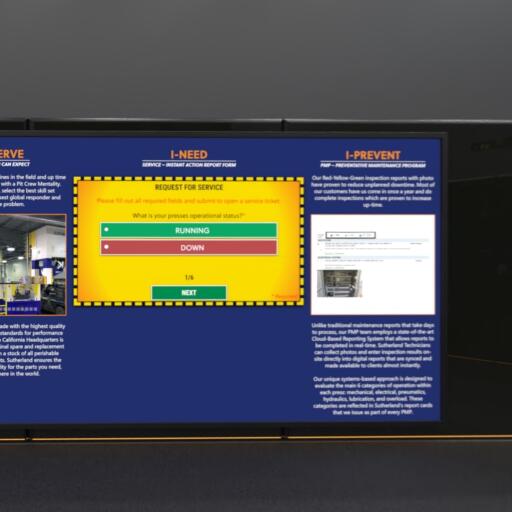 ERVE
CAN EXPECT
ines in the field and up time
with a Pit Crew Mentality.
select the best skill set
est global responder and
e problem.
ade with the highest quality
standards for performance
California Headquarters is
inal spare and replacement
a stock of all perishable
ts. Sutherland ensures the
lity for the parts you need,
here in the world.
I-NEED
SERVICE – INSTANT ACTION REPORT FORM
REQUEST FOR SERVICE
Please fill out all required fields and submit to open a service ticket.
What is your presses operational status?*
RUNNING
DOWN
1/6
NEXT
* Required
I-PREVENT
PMP – PREVENTATIVE MAINTENANCE PROGRAM
Our Red-Yellow-Green inspection reports with photo
have proven to reduce unplanned downtime. Most of
our customers have us come in once a year and do
complete inspections which are proven to increase
up-time.
Unlike traditional maintenance reports that take days
to process, our PMP team employs a state-of-the-art
Cloud-Based Reporting System that allows reports to
be completed in real-time. Sutherland Technicians
can collect photos and enter inspection results on-
site directly into digital reports that are synced and
made available to clients almost instantly.
Our unique systems-based approach is designed to
evaluate the main 6 categories of operation within
each press: mechanical, electrical, pneumatics,
hydraulics, lubrication, and overload. These
categories are reflected in Sutherland's report cards
that we issue as part of every PMP.